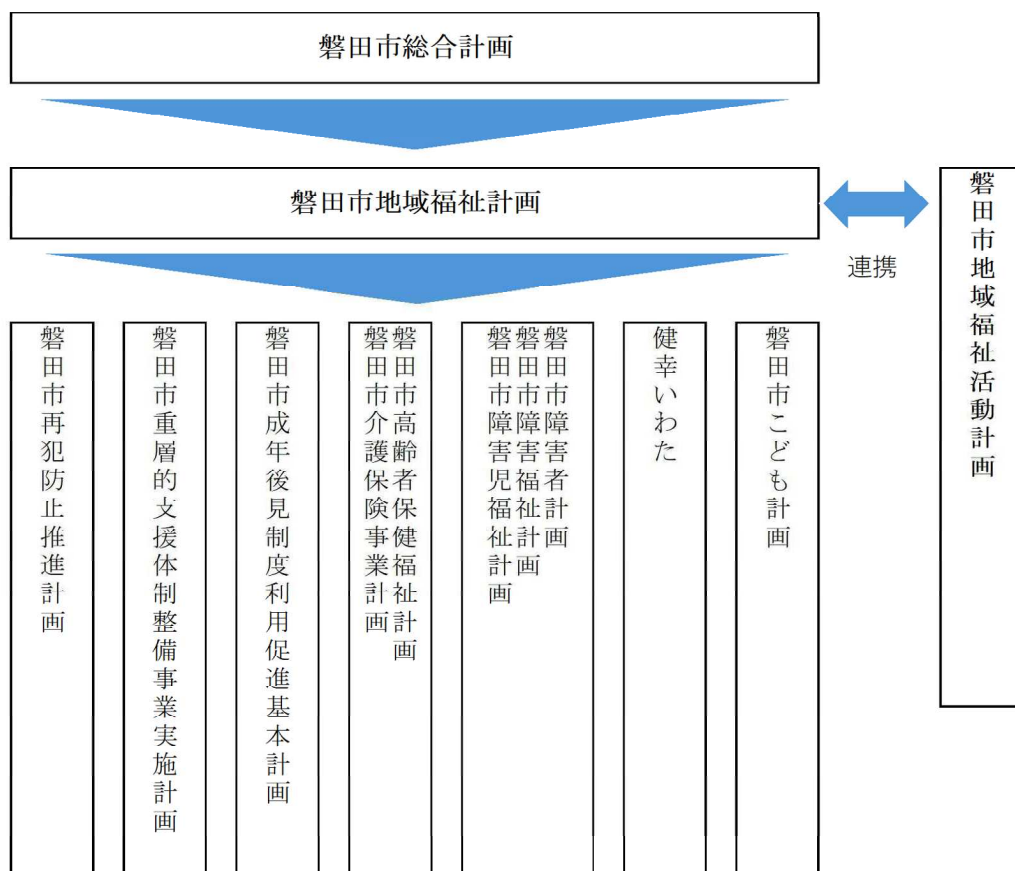 磐田市総合計画
磐田市地域福祉計画
連携
磐田市地域福祉活動計画
磐田市こども計画
健幸いわた
磐田市障害者計画
磐田市障害福祉計画
磐田市障害児福祉計画
磐田市高齢者保健福祉計画
磐田市介護保険事業計画
磐田市成年後見制度利用促進基本計画
磐田市重層的支援体制整備事業実施計画
磐田市再犯防止推進計画